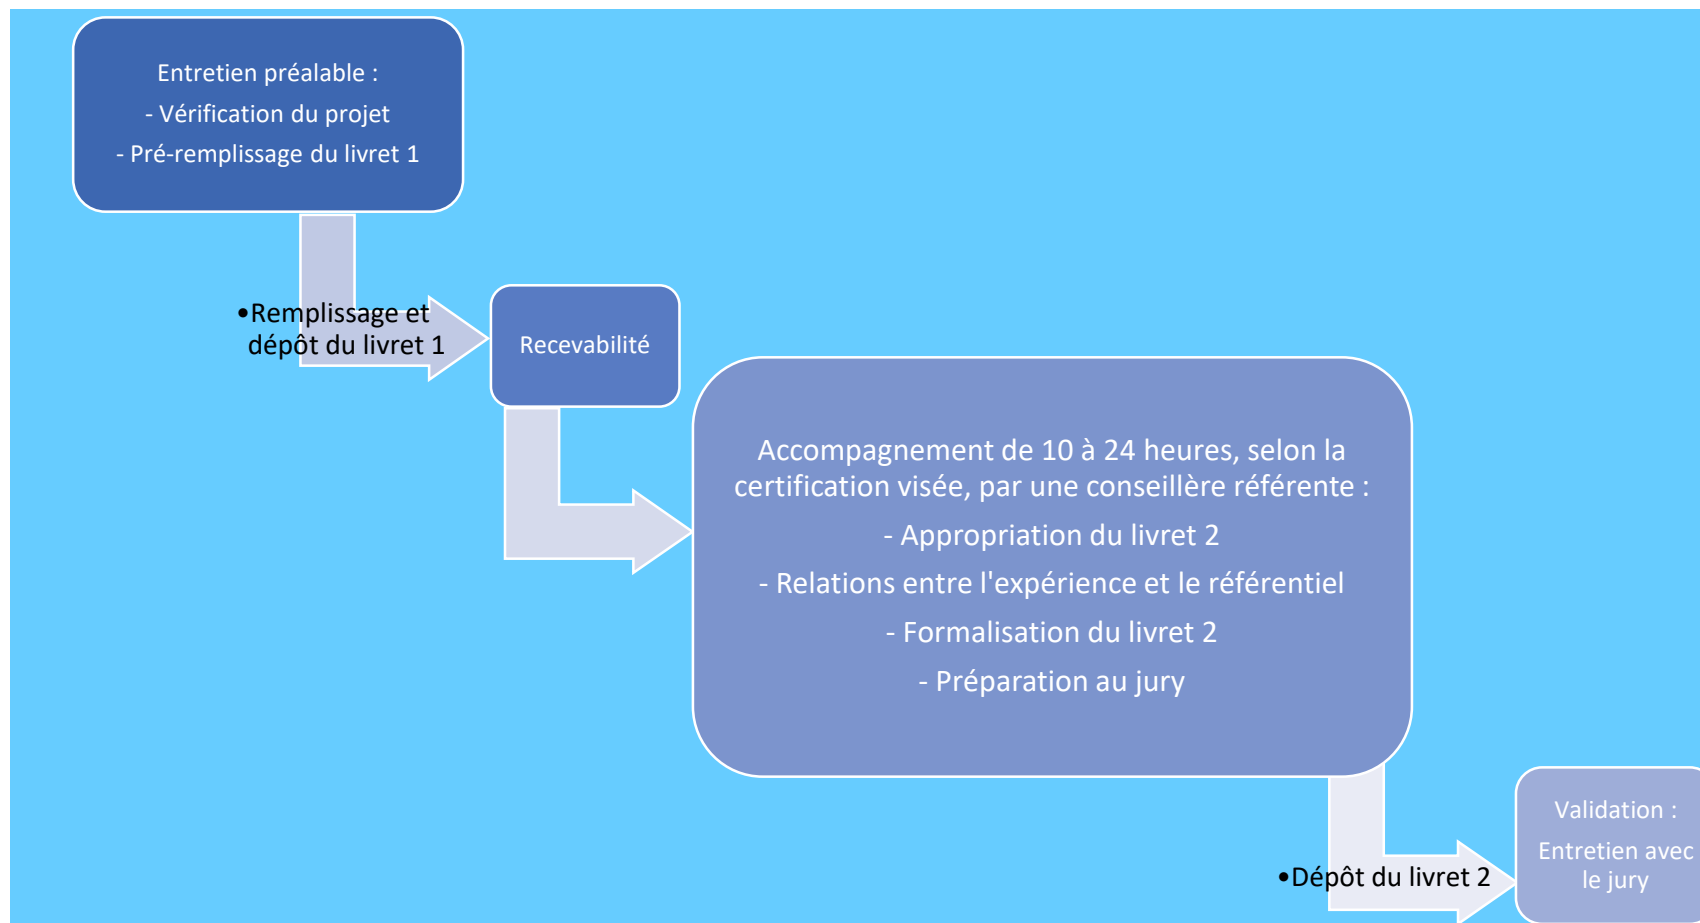 Entretien préalable :
- Vérification du projet
- Pré-remplissage du livret 1
•Remplissage et
dépôt du livret 1
Recevabilité
Accompagnement de 10 à 24 heures, selon la
certification visée, par une conseillère référente :
- Appropriation du livret 2
- Relations entre l'expérience et le référentiel
- Formalisation du livret 2
- Préparation au jury
•Dépôt du livret 2
Validation :
Entretien avec
le jury